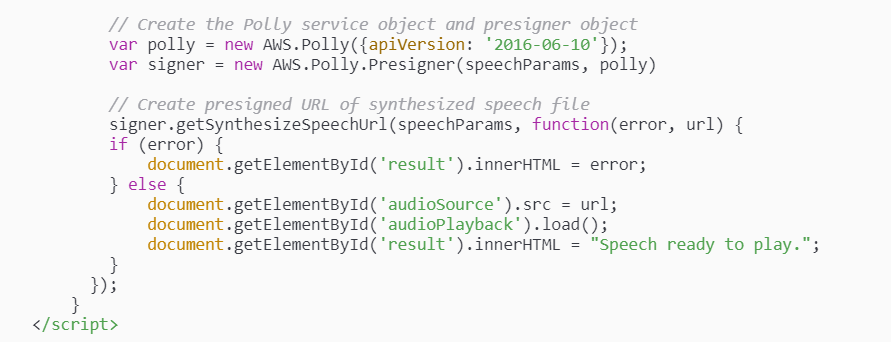 // Create the Polly service object and presigner object
var polly = new AWS.Polly({apiVersion: '2016-06-10'});
var signer = new AWS.Polly.Presigner(speechParams, polly)

// Create presigned URL of synthesized speech file
signer.getSynthesizeSpeechUrl(speechParams, function(error, url) {
if (error) {
document.getElementById('result').innerHTML = error;
} else {
document.getElementById('audioSource').src = url;
document.getElementById('audioPlayback').load();
document.getElementById('result').innerHTML = "Speech ready to play.";
}
});
}
</script>